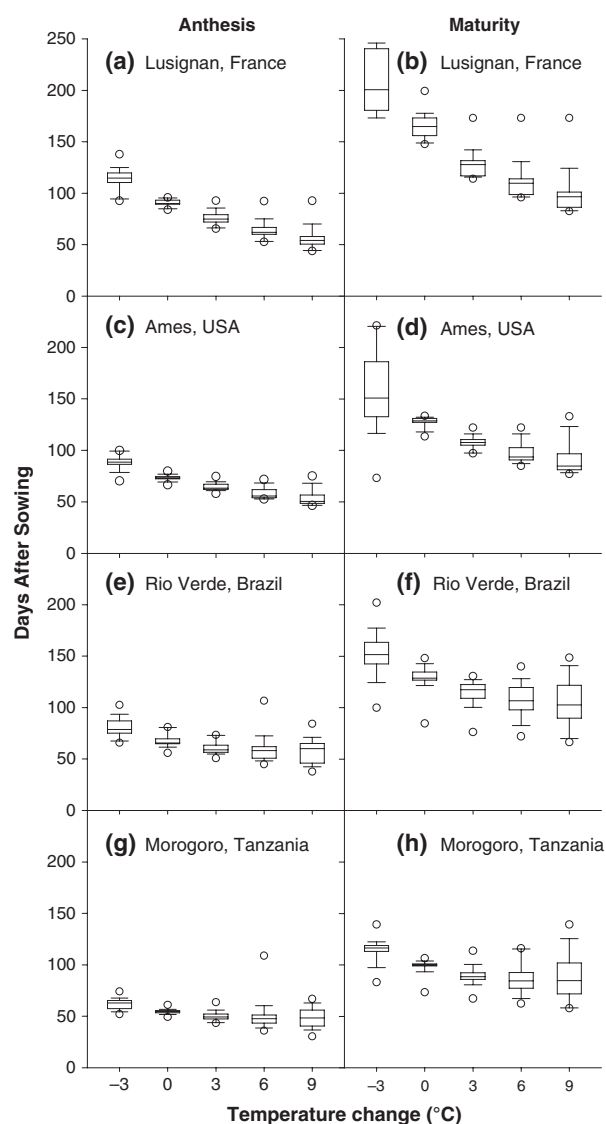 Anthesis
Maturity
250
200
150
100
50
0
(a) Lusignan, France
(b) Lusignan, France
200
150
100
50
0
(c) Ames, USA
(d) Ames, USA
200
150
100
50
0
(e) Rio Verde, Brazil
(f) Rio Verde, Brazil
200
150
100
50
0
(g) Morogoro, Tanzania
(h) Morogoro, Tanzania
Days After Sowing
–3 0 3 6 9
–3 0 3 6 9
Temperature change (°C)